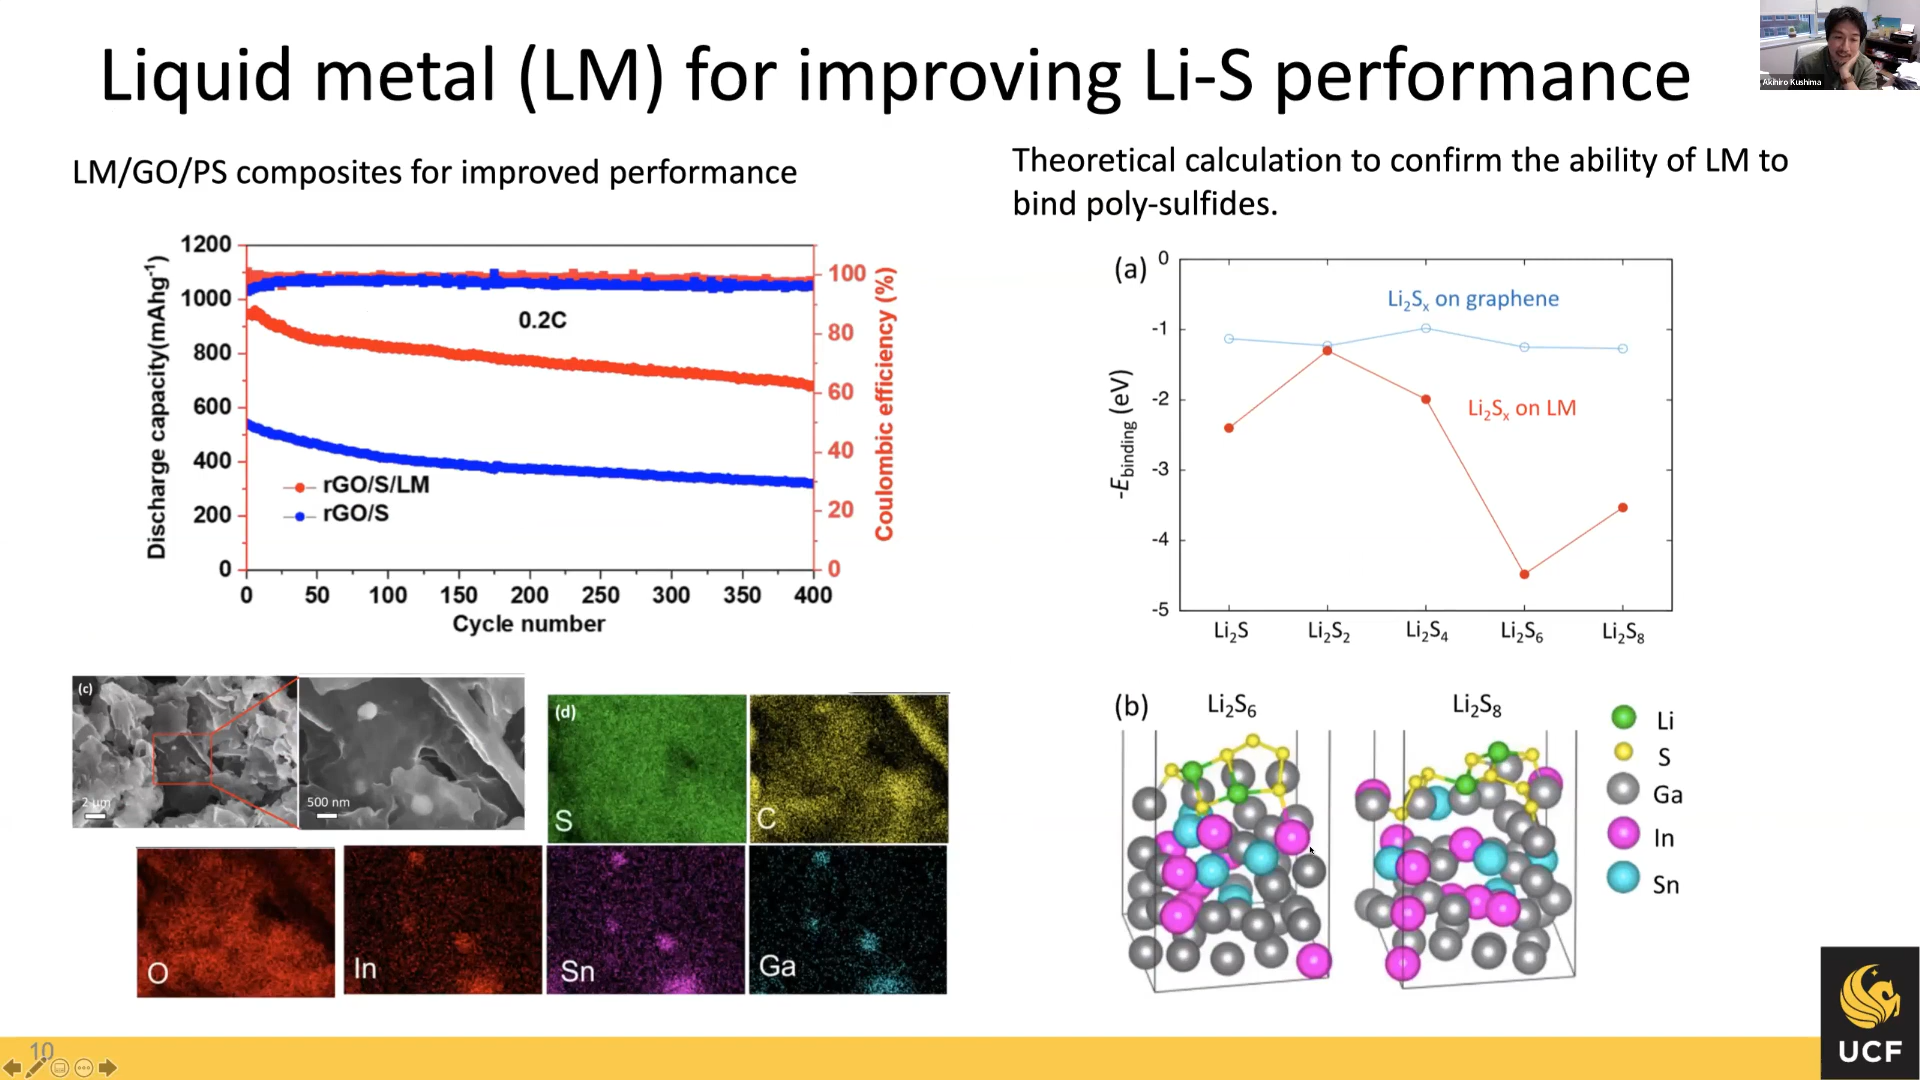 Liquid metal (LM) for improving Li-S performance
Akihiro Kushima
LM/GO/PS composites for improved performance
Theoretical calculation to confirm the ability of LM to
bind poly-sulfides.
Discharge capacity(mAhg⁻¹)
1200
1000
800
600
400
200
0
0.2C
rGO/S/LM
rGO/S
100
80
60
40
20
0
Coulombic efficiency (%)
0 50 100 150 200 250 300 350 400
Cycle number
(a)
-E_binding (eV)
0
-1
-2
-3
-4
-5
Li₂Sₓ on graphene
Li₂Sₓ on LM
Li₂S Li₂S₂ Li₂S₄ Li₂S₆ Li₂S₈
(c)
2 μm
500 nm
(d)
S
C
O
In
Sn
Ga
(b)
Li₂S₆
Li₂S₈
Li
S
Ga
In
Sn
10
UCF